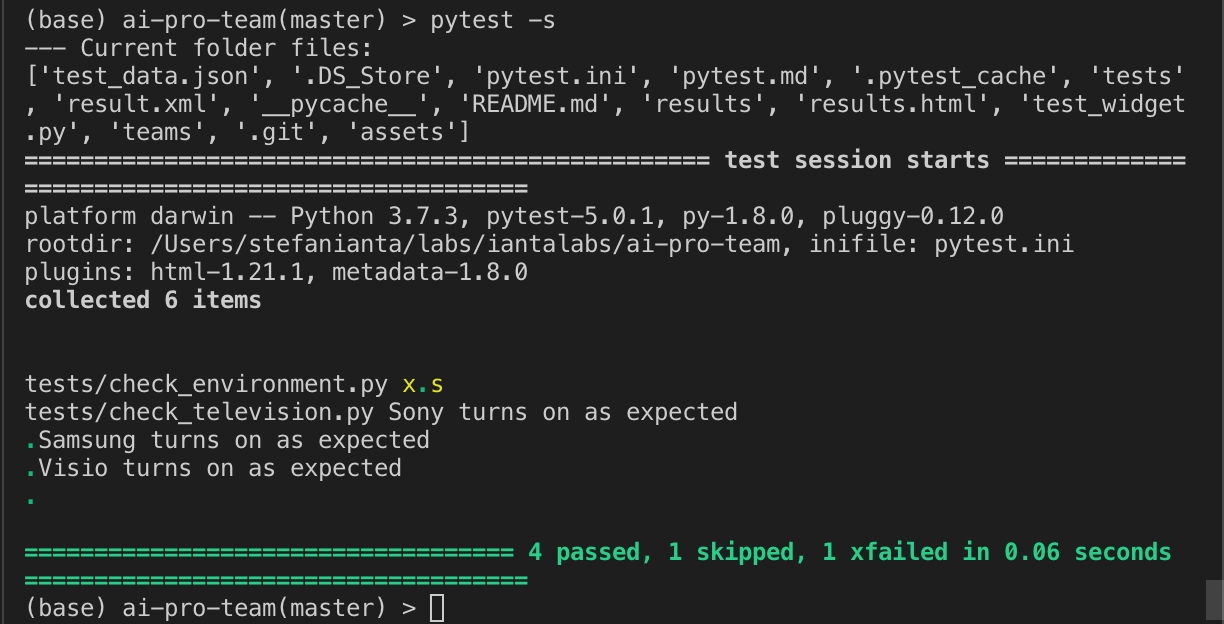 (base) ai-pro-team(master) > pytest -s
--- Current folder files:
['test_data.json', '.DS_Store', 'pytest.ini', 'pytest.md', '.pytest_cache', 'tests'
, 'result.xml', '__pycache__', 'README.md', 'results', 'results.html', 'test_widget
.py', 'teams', '.git', 'assets']
================================================= test session starts =============
====================================
platform darwin -- Python 3.7.3, pytest-5.0.1, py-1.8.0, pluggy-0.12.0
rootdir: /Users/stefanianta/labs/iantalabs/ai-pro-team, inifile: pytest.ini
plugins: html-1.21.1, metadata-1.8.0
collected 6 items
tests/check_environment.py x.s
tests/check_television.py Sony turns on as expected
.Samsung turns on as expected
.Visio turns on as expected
.
=================================== 4 passed, 1 skipped, 1 xfailed in 0.06 seconds
====================================
(base) ai-pro-team(master) >